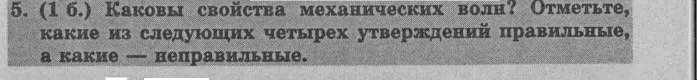 5. (1 б.) Каковы свойства механических волн? Отметьте,
какие из следующих четырех утверждений правильные,
а какие — неправильные.